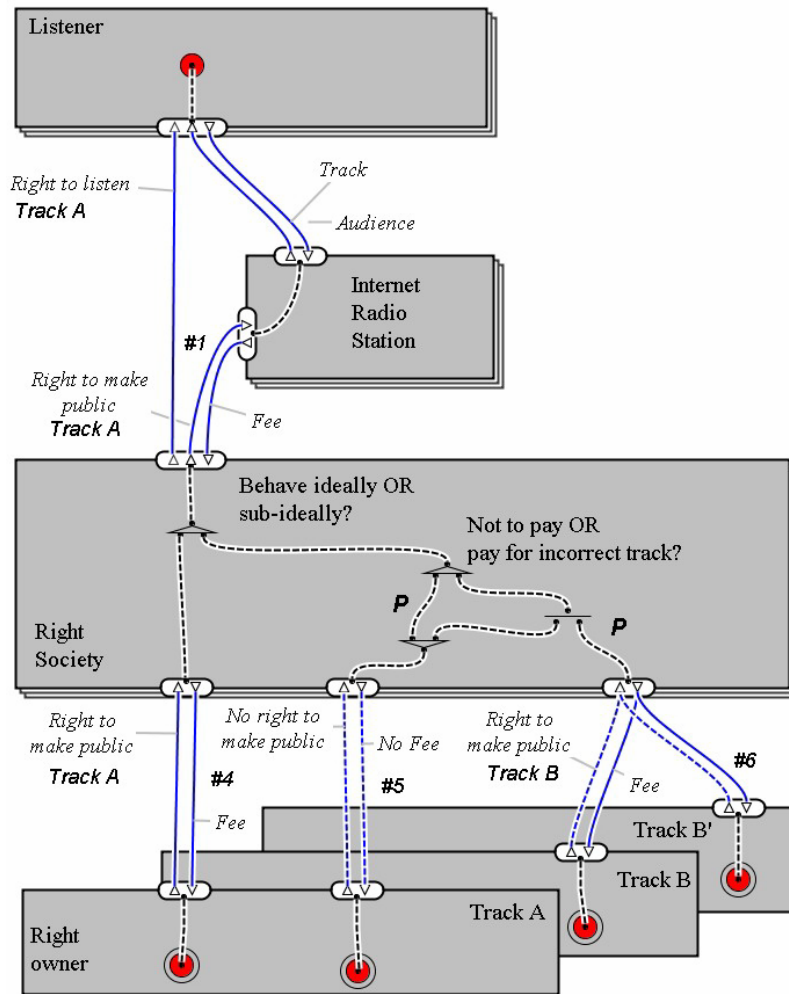 Listener
Right to listen
Track A
Track
Audience
Internet
Radio
Station
#1
Right to make
public
Track A
Fee
Behave ideally OR
sub-ideally?
Not to pay OR
pay for incorrect track?
P
P
Right
Society
Right to
make public
Track A
#4
Fee
No right to
make public
No Fee
#5
Right to
make public
Track B
Fee
#6
Track B'
Track B
Track A
Right
owner